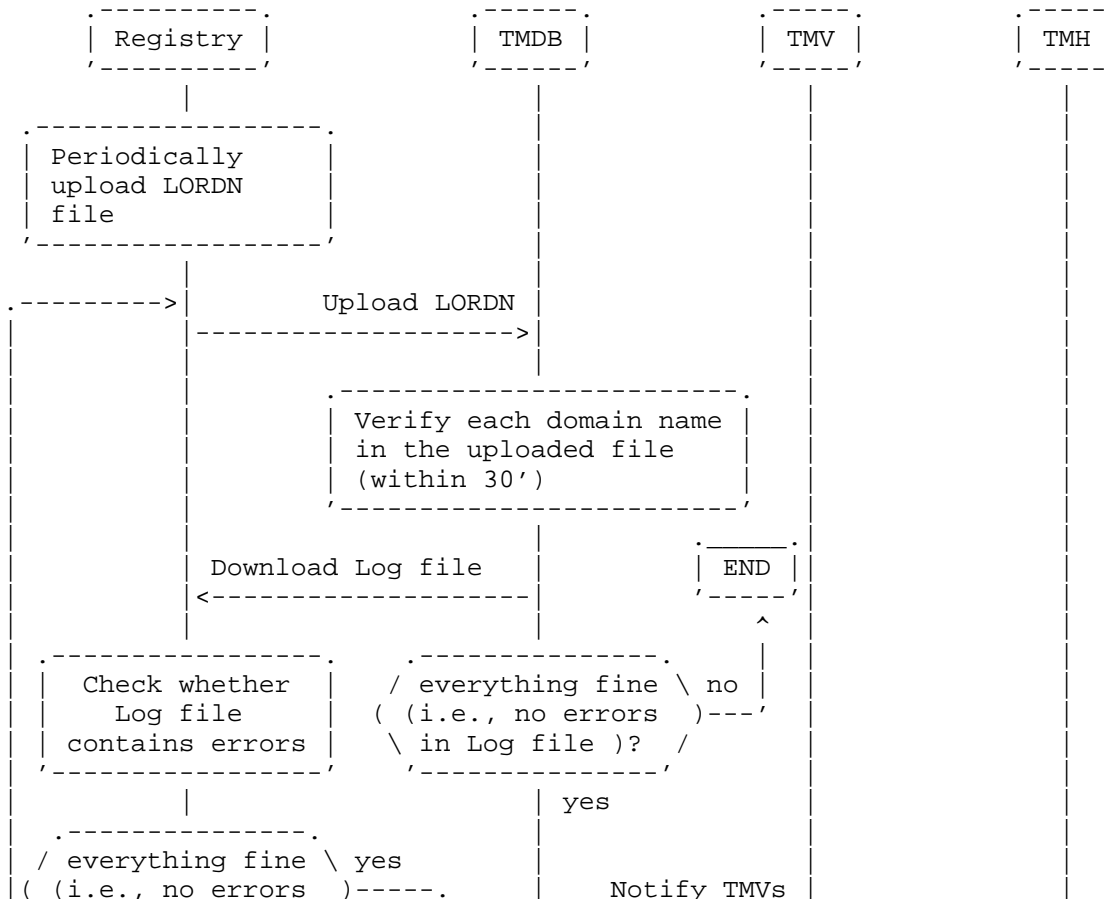 Registry TMDB TMV TMH
Periodically
upload LORDN
file
Upload LORDN
Verify each domain name
in the uploaded file
(within 30')
END
Download Log file
Check whether / everything fine \ no
Log file ( (i.e., no errors )
contains errors \ in Log file )? /
yes
/ everything fine \ yes
( (i.e., no errors ) Notify TMVs